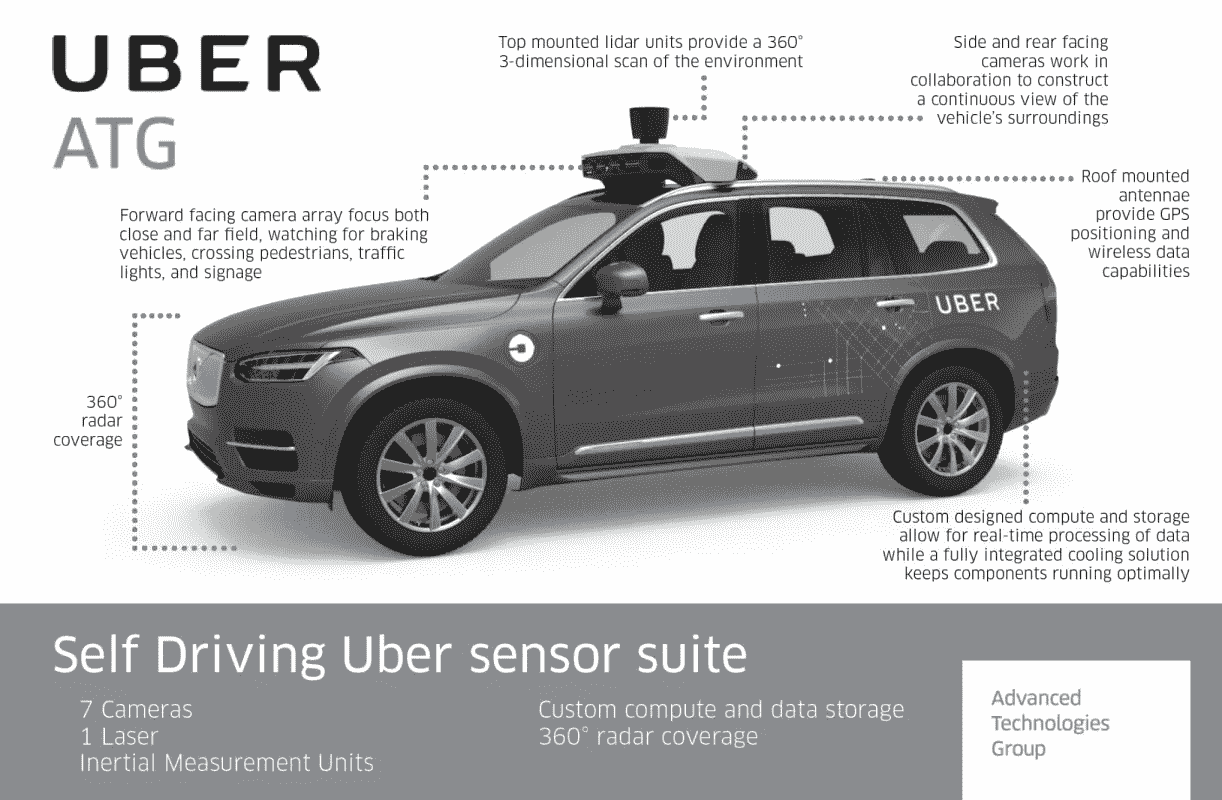 UBER
ATG
Top mounted lidar units provide a 360°
3-dimensional scan of the environment
Side and rear facing
cameras work in
collaboration to construct
a continuous view of the
vehicle's surroundings
Roof mounted
antennae
provide GPS
positioning and
wireless data
capabilities
Forward facing camera array focus both
close and far field, watching for braking
vehicles, crossing pedestrians, traffic
lights, and signage
UBER
360°
radar
coverage
Custom designed compute and storage
allow for real-time processing of data
while a fully integrated cooling solution
keeps components running optimally
Self Driving Uber sensor suite
7 Cameras
1 Laser
Inertial Measurement Units
Custom compute and data storage
360° radar coverage
Advanced
Technologies
Group